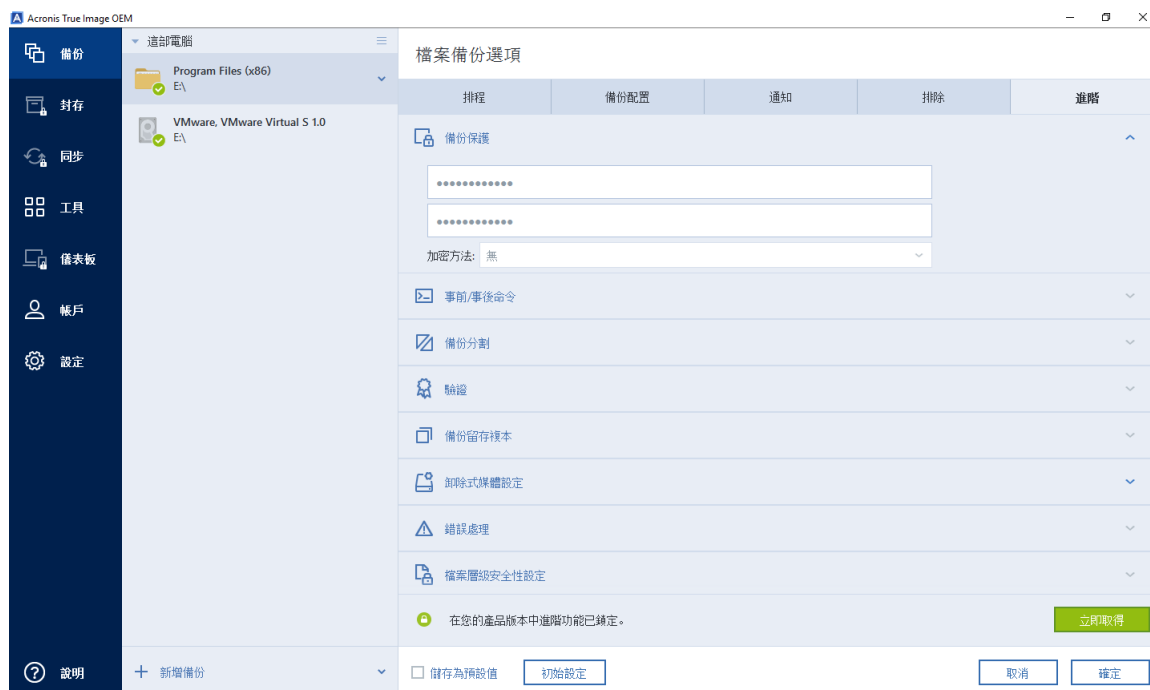 Acronis True Image OEM
備份
封存
同步
工具
儀表板
帳戶
設定
說明
這部電腦
Program Files (x86)
E:\
VMware, VMware Virtual S 1.0
E:\
新增備份
檔案備份選項
排程
備份配置
通知
排除
進階
備份保護
••••••••••••
••••••••••••
加密方法: 無
事前/事後命令
備份分割
驗證
備份留存複本
卸除式媒體設定
錯誤處理
檔案層級安全性設定
在您的產品版本中進階功能已鎖定。
立即取得
儲存為預設值
初始設定
取消
確定